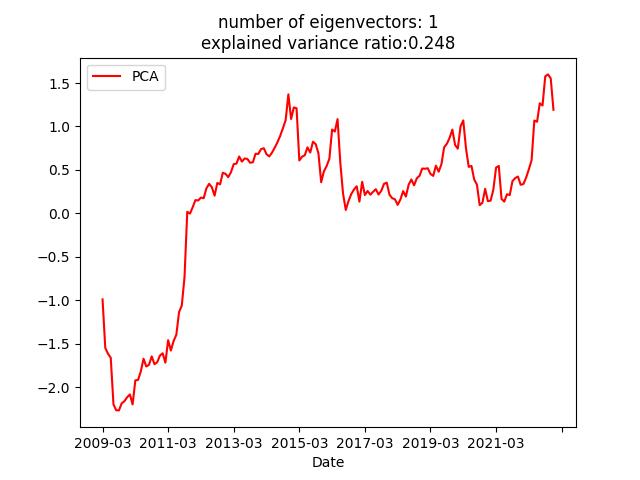 number of eigenvectors: 1
explained variance ratio:0.248
PCA
1.5
1.0
0.5
0.0
−0.5
−1.0
−1.5
−2.0
2009-03 2011-03 2013-03 2015-03 2017-03 2019-03 2021-03
Date